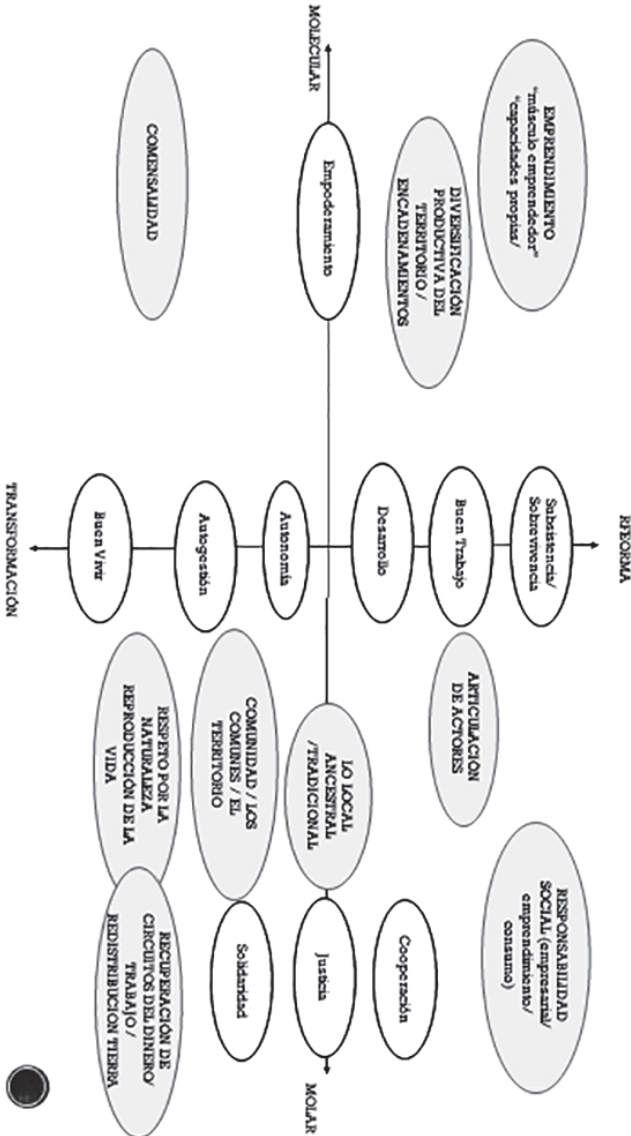 RFEORMA
EMPRENDIMIENTO
"músculo emprendedor"
"capacidades propias/
Subsistencia/
Sobrevivencia
RESPONSABILIDAD
SOCIAL (empresarial/
emprendimiento/
consumo)
DIVERSIFICACIÓN
PRODUCTIVA DEL
TERRITORIO /
ENCADENAMIENTOS
Buen Trabajo
ARTICULACIÓN
DE ACTORES
Desarrollo
Cooperación
MOLECULAR
Empoderamiento
LO LOCAL
ANCESTRAL
/TRADICIONAL
Justicia
MOLAR
Autonomía
COMUNIDAD / LOS
COMUNES / EL
TERRITORIO
Solidaridad
Autogestión
COMENSALIDAD
Buen Vivir
RESPETO POR LA
NATURALEZA
REPRODUCCIÓN DE LA
VIDA
RECUPERACIÓN DE
CIRCUITOS DEL DINERO/
TRABAJO /
REDISTRIBUCION TIERRA
TRANSFORMACIÓN